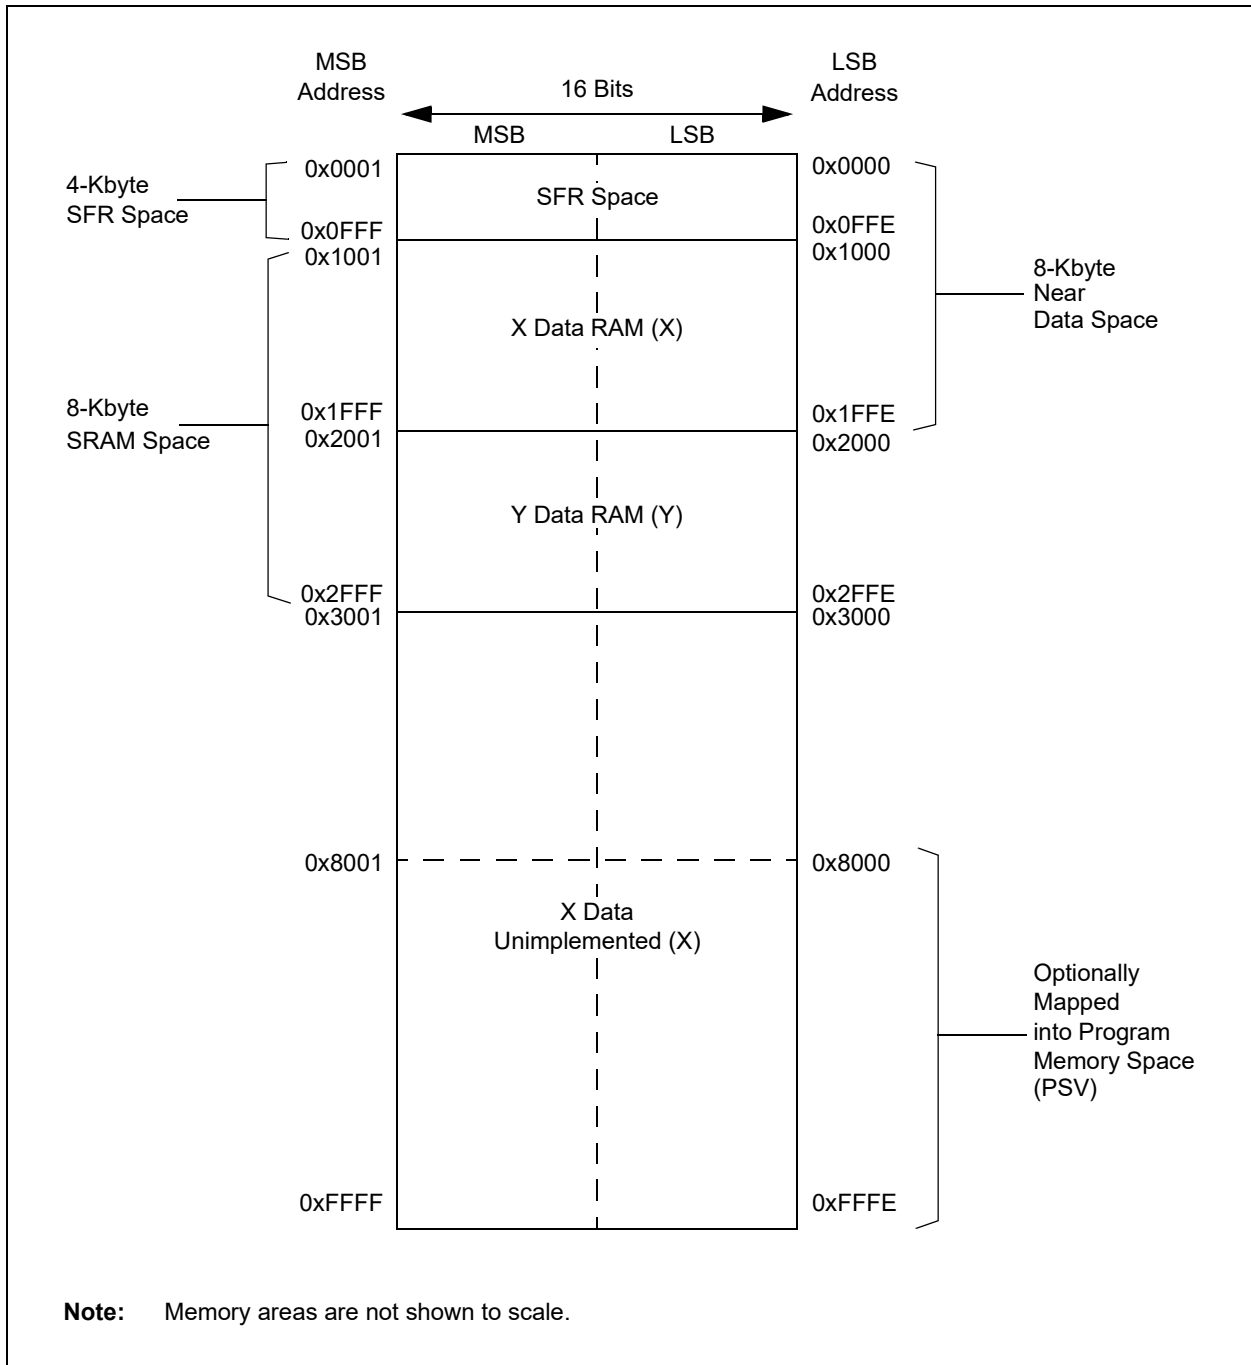 MSB
Address
LSB
Address
16 Bits
MSB
LSB
4-Kbyte
SFR Space
0x0001
SFR Space
0x0000
0x0FFF
0x0FFE
0x1001
0x1000
8-Kbyte
Near
Data Space
X Data RAM (X)
8-Kbyte
SRAM Space
0x1FFF
0x1FFE
0x2001
0x2000
Y Data RAM (Y)
0x2FFF
0x2FFE
0x3001
0x3000
0x8001
0x8000
X Data
Unimplemented (X)
Optionally
Mapped
into Program
Memory Space
(PSV)
0xFFFF
0xFFFE
Note: Memory areas are not shown to scale.